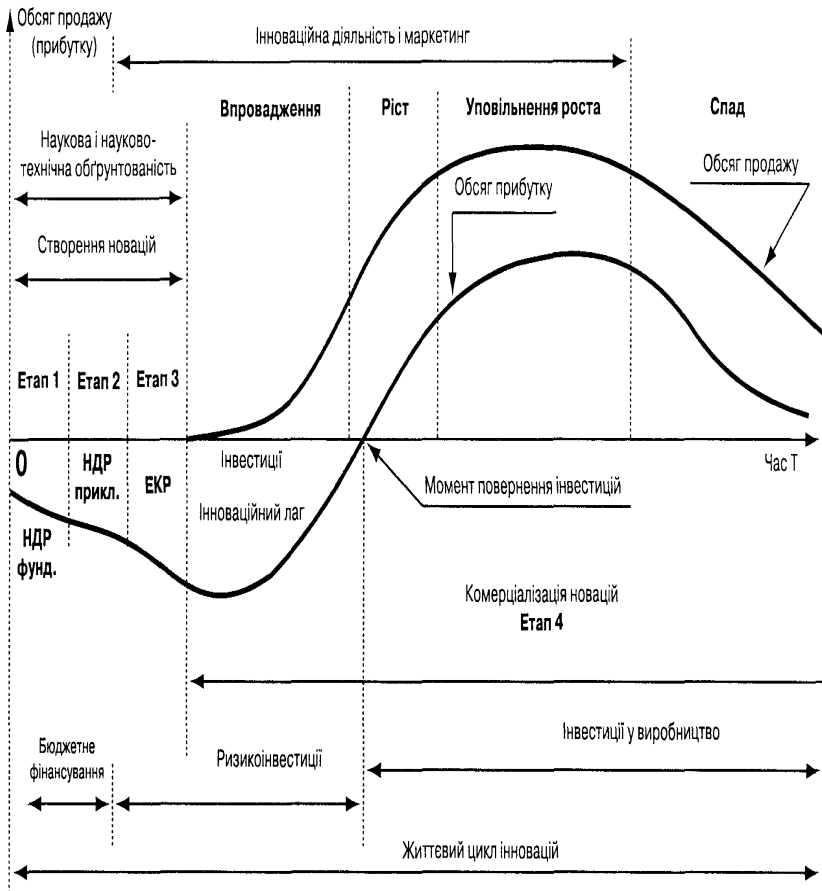 Обсяг продажу
(прибутку)
Інноваційна діяльність і маркетинг
Впровадження
Ріст
Уповільнення роста
Спад
Наукова і науково-
технічна обґрунтованість
Обсяг продажу
Обсяг прибутку
Створення новацій
Етап 1
Етап 2
Етап 3
0
НДР
прикл.
ЕКР
Інвестиції
Час Т
Інноваційний лаг
Момент повернення інвестицій
НДР
фунд.
Комерціалізація новацій
Етап 4
Бюджетне
фінансування
Ризикоінвестиції
Інвестиції у виробництво
Життєвий цикл інновацій